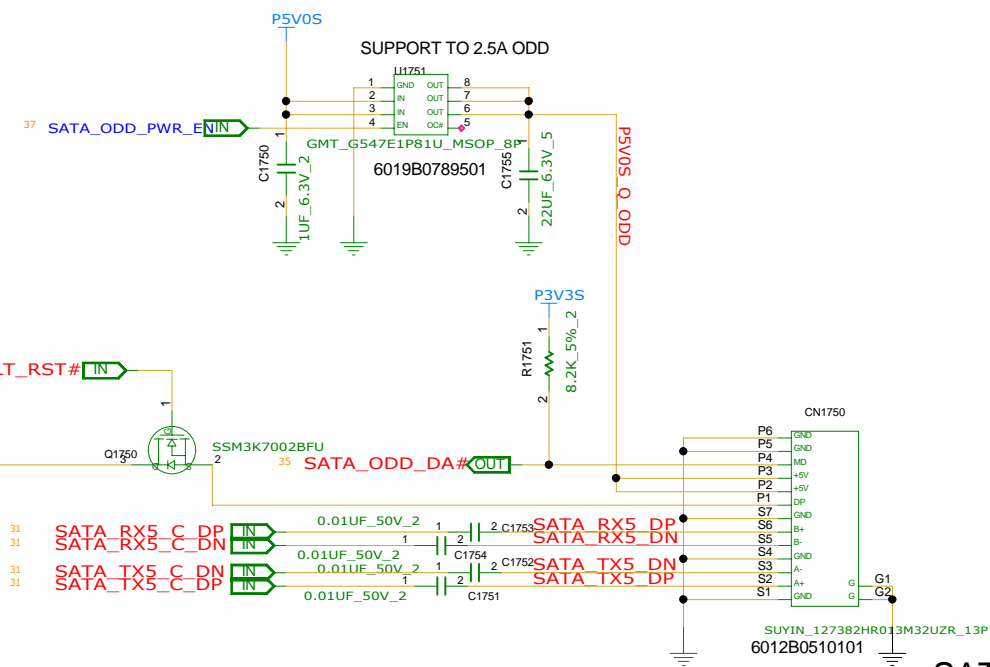 P5V0S
SUPPORT TO 2.5A ODD
U1751
1 GND OUT 8
2 IN OUT 7
3 IN OUT 6
4 EN OC# 5
37 SATA_ODD_PWR_EN IN
GMT_G547E1P81U_MSOP_8P
6019B0789501
C1750 1 2 1UF_6.3V_2
C1755 1 2 22UF_6.3V_5
P5V0S_Q_ODD
P3V3S
R1751 1 2 8.2K_5%_2
LT_RST# IN
1
G
Q1750 3 2
SSM3K7002BFU
35 SATA_ODD_DA# OUT
CN1750
P6 GND
P5 GND
P4 MD
P3 +5V
P2 +5V
P1 DP
S7 GND
S6 B+
S5 B-
S4 GND
S3 A-
S2 A+
S1 GND
G G1
G G2
31 SATA_RX5_C_DP IN 0.01UF_50V_2 1 2 C1753 SATA_RX5_DP
31 SATA_RX5_C_DN IN 0.01UF_50V_2 1 2 C1754 SATA_RX5_DN
31 SATA_TX5_C_DN IN 0.01UF_50V_2 1 2 C1752 SATA_TX5_DN
31 SATA_TX5_C_DP IN 0.01UF_50V_2 1 2 C1751 SATA_TX5_DP
SUYIN_127382HR013M32UZR_13P
6012B0510101